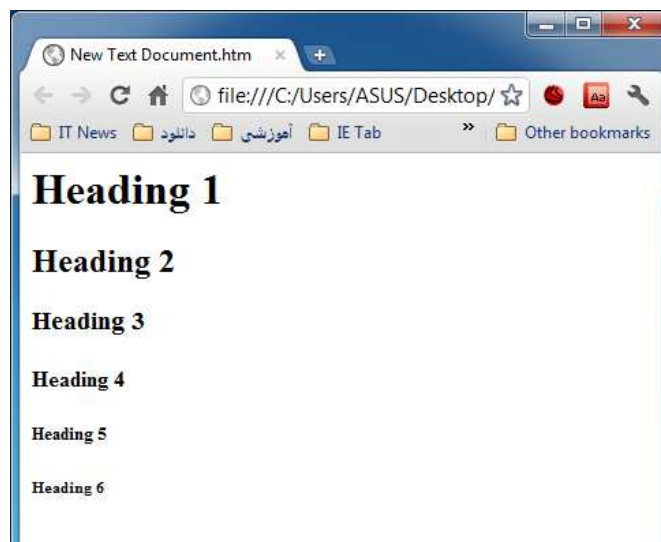 New Text Document.htm
file:///C:/Users/ASUS/Desktop/
Aa
IT News دانلود آموزشی IE Tab » Other bookmarks
Heading 1
Heading 2
Heading 3
Heading 4
Heading 5
Heading 6